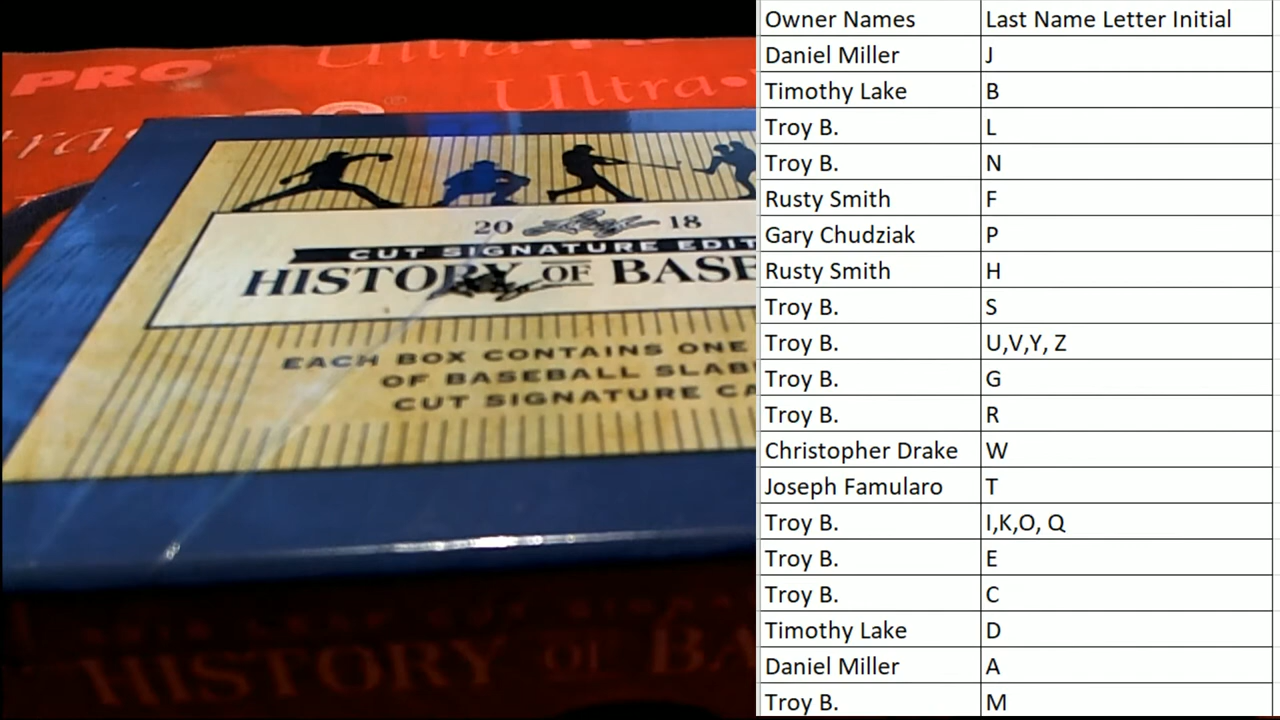 PRO
Ultra
Ultra
20 Leaf 18
CUT SIGNATURE EDIT
HISTORY OF BASE
EACH BOX CONTAINS ONE
OF BASEBALL SLAB
CUT SIGNATURE CA
HISTORY OF BA
Owner Names Last Name Letter Initial
Daniel Miller J
Timothy Lake B
Troy B. L
Troy B. N
Rusty Smith F
Gary Chudziak P
Rusty Smith H
Troy B. S
Troy B. U,V,Y, Z
Troy B. G
Troy B. R
Christopher Drake W
Joseph Famularo T
Troy B. I,K,O, Q
Troy B. E
Troy B. C
Timothy Lake D
Daniel Miller A
Troy B. M